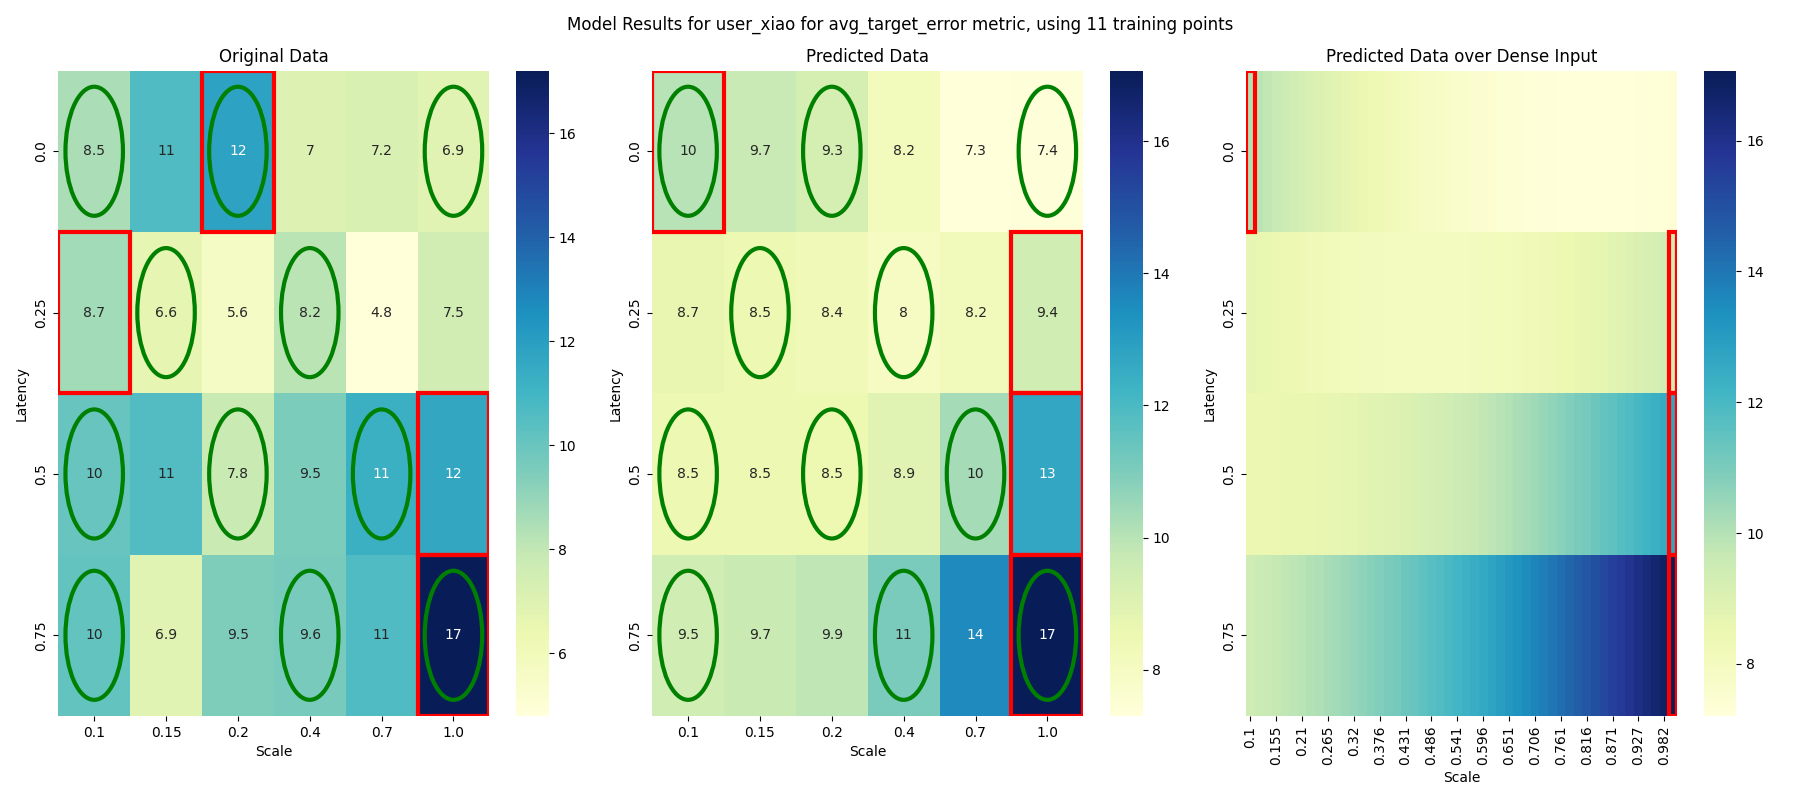 Model Results for user_xiao for avg_target_error metric, using 11 training points
Original Data
8.5 11 12 7 7.2 6.9
8.7 6.6 5.6 8.2 4.8 7.5
10 11 7.8 9.5 11 12
10 6.9 9.5 9.6 11 17
0.0
0.25
0.5
0.75
Latency
0.1 0.15 0.2 0.4 0.7 1.0
Scale
16
14
12
10
8
6
Predicted Data
10 9.7 9.3 8.2 7.3 7.4
8.7 8.5 8.4 8 8.2 9.4
8.5 8.5 8.5 8.9 10 13
9.5 9.7 9.9 11 14 17
0.0
0.25
0.5
0.75
Latency
0.1 0.15 0.2 0.4 0.7 1.0
Scale
16
14
12
10
8
Predicted Data over Dense Input
0.0
0.25
0.5
0.75
Latency
0.1 0.155 0.21 0.265 0.32 0.376 0.431 0.486 0.541 0.596 0.651 0.706 0.761 0.816 0.871 0.927 0.982
Scale
16
14
12
10
8